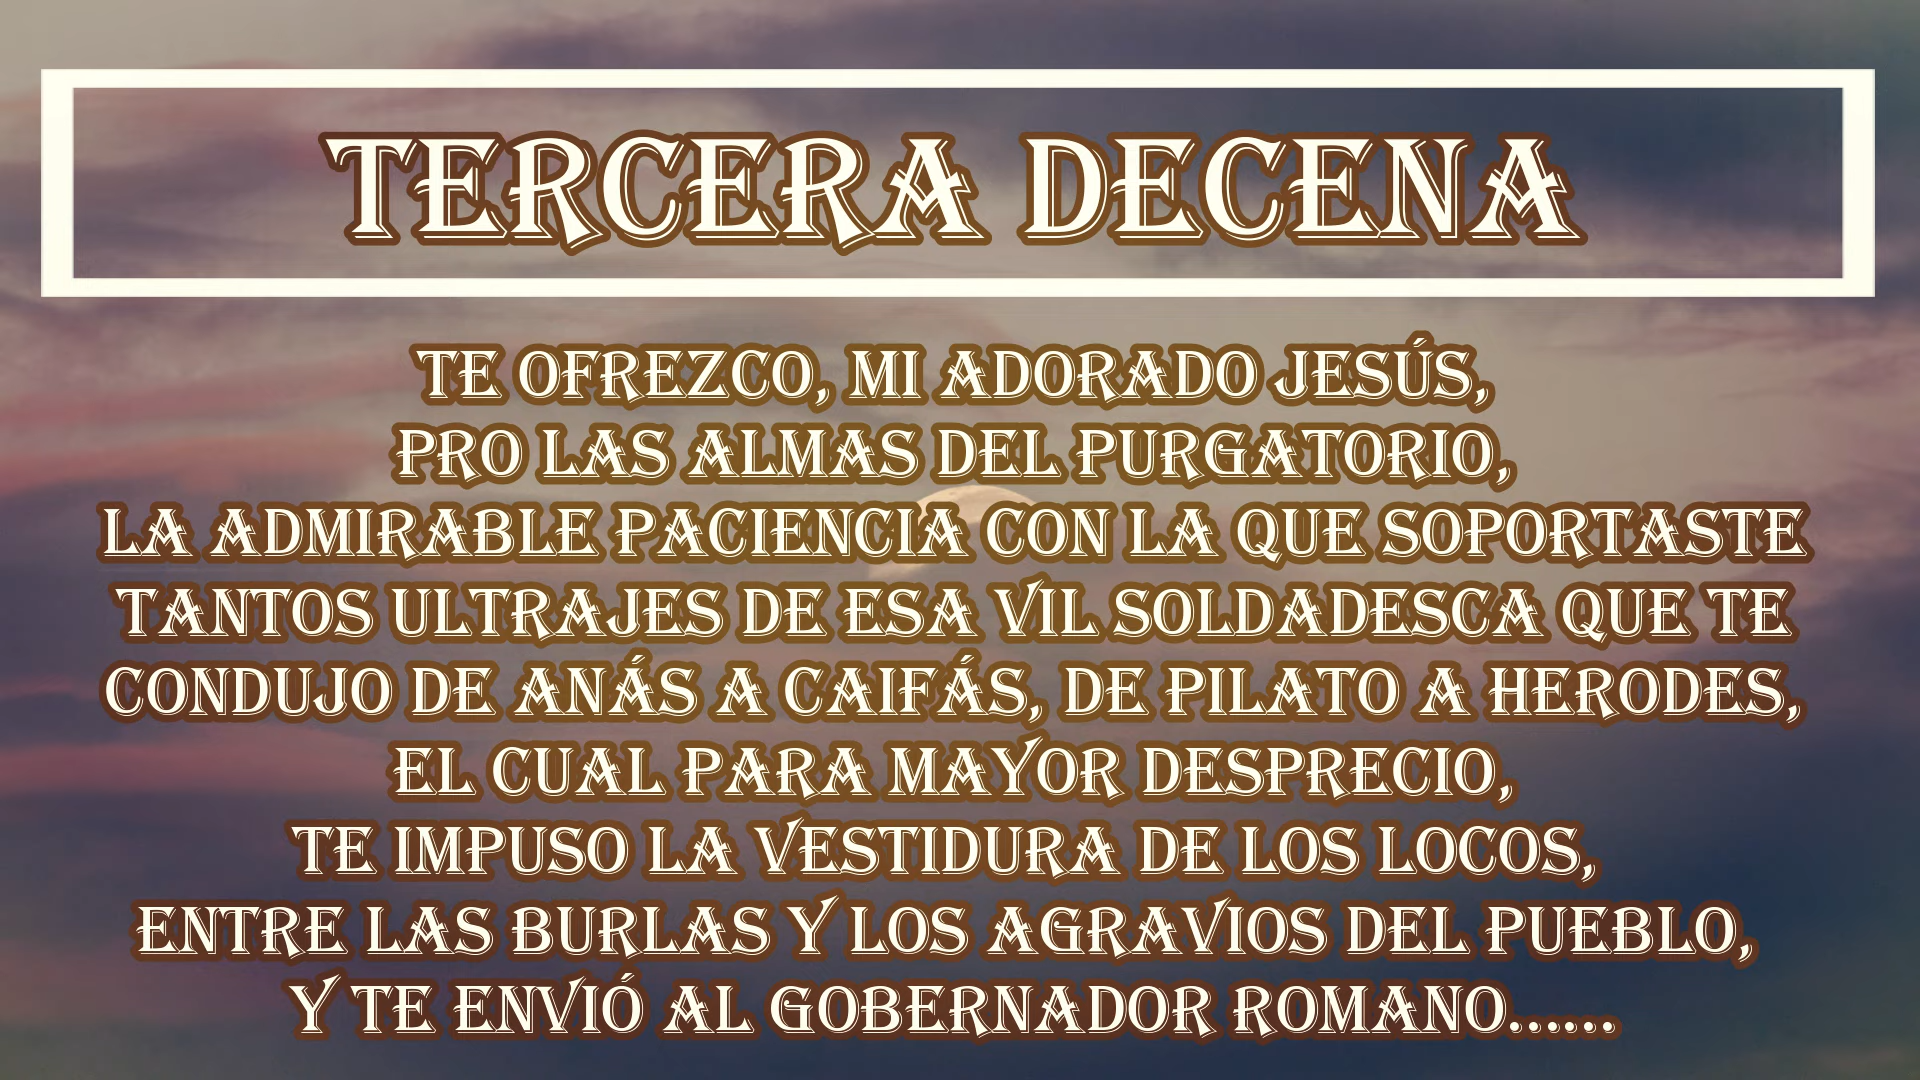 TERCERA DECENA
TE OFREZCO, MI ADORADO JESÚS,
PRO LAS ALMAS DEL PURGATORIO,
LA ADMIRABLE PACIENCIA CON LA QUE SOPORTASTE
TANTOS ULTRAJES DE ESA VIL SOLDADESCA QUE TE
CONDUJO DE ANÁS A CAIFÁS, DE PILATO A HERODES,
EL CUAL PARA MAYOR DESPRECIO,
TE IMPUSO LA VESTIDURA DE LOS LOCOS,
ENTRE LAS BURLAS Y LOS AGRAVIOS DEL PUEBLO,
Y TE ENVIÓ AL GOBERNADOR ROMANO......